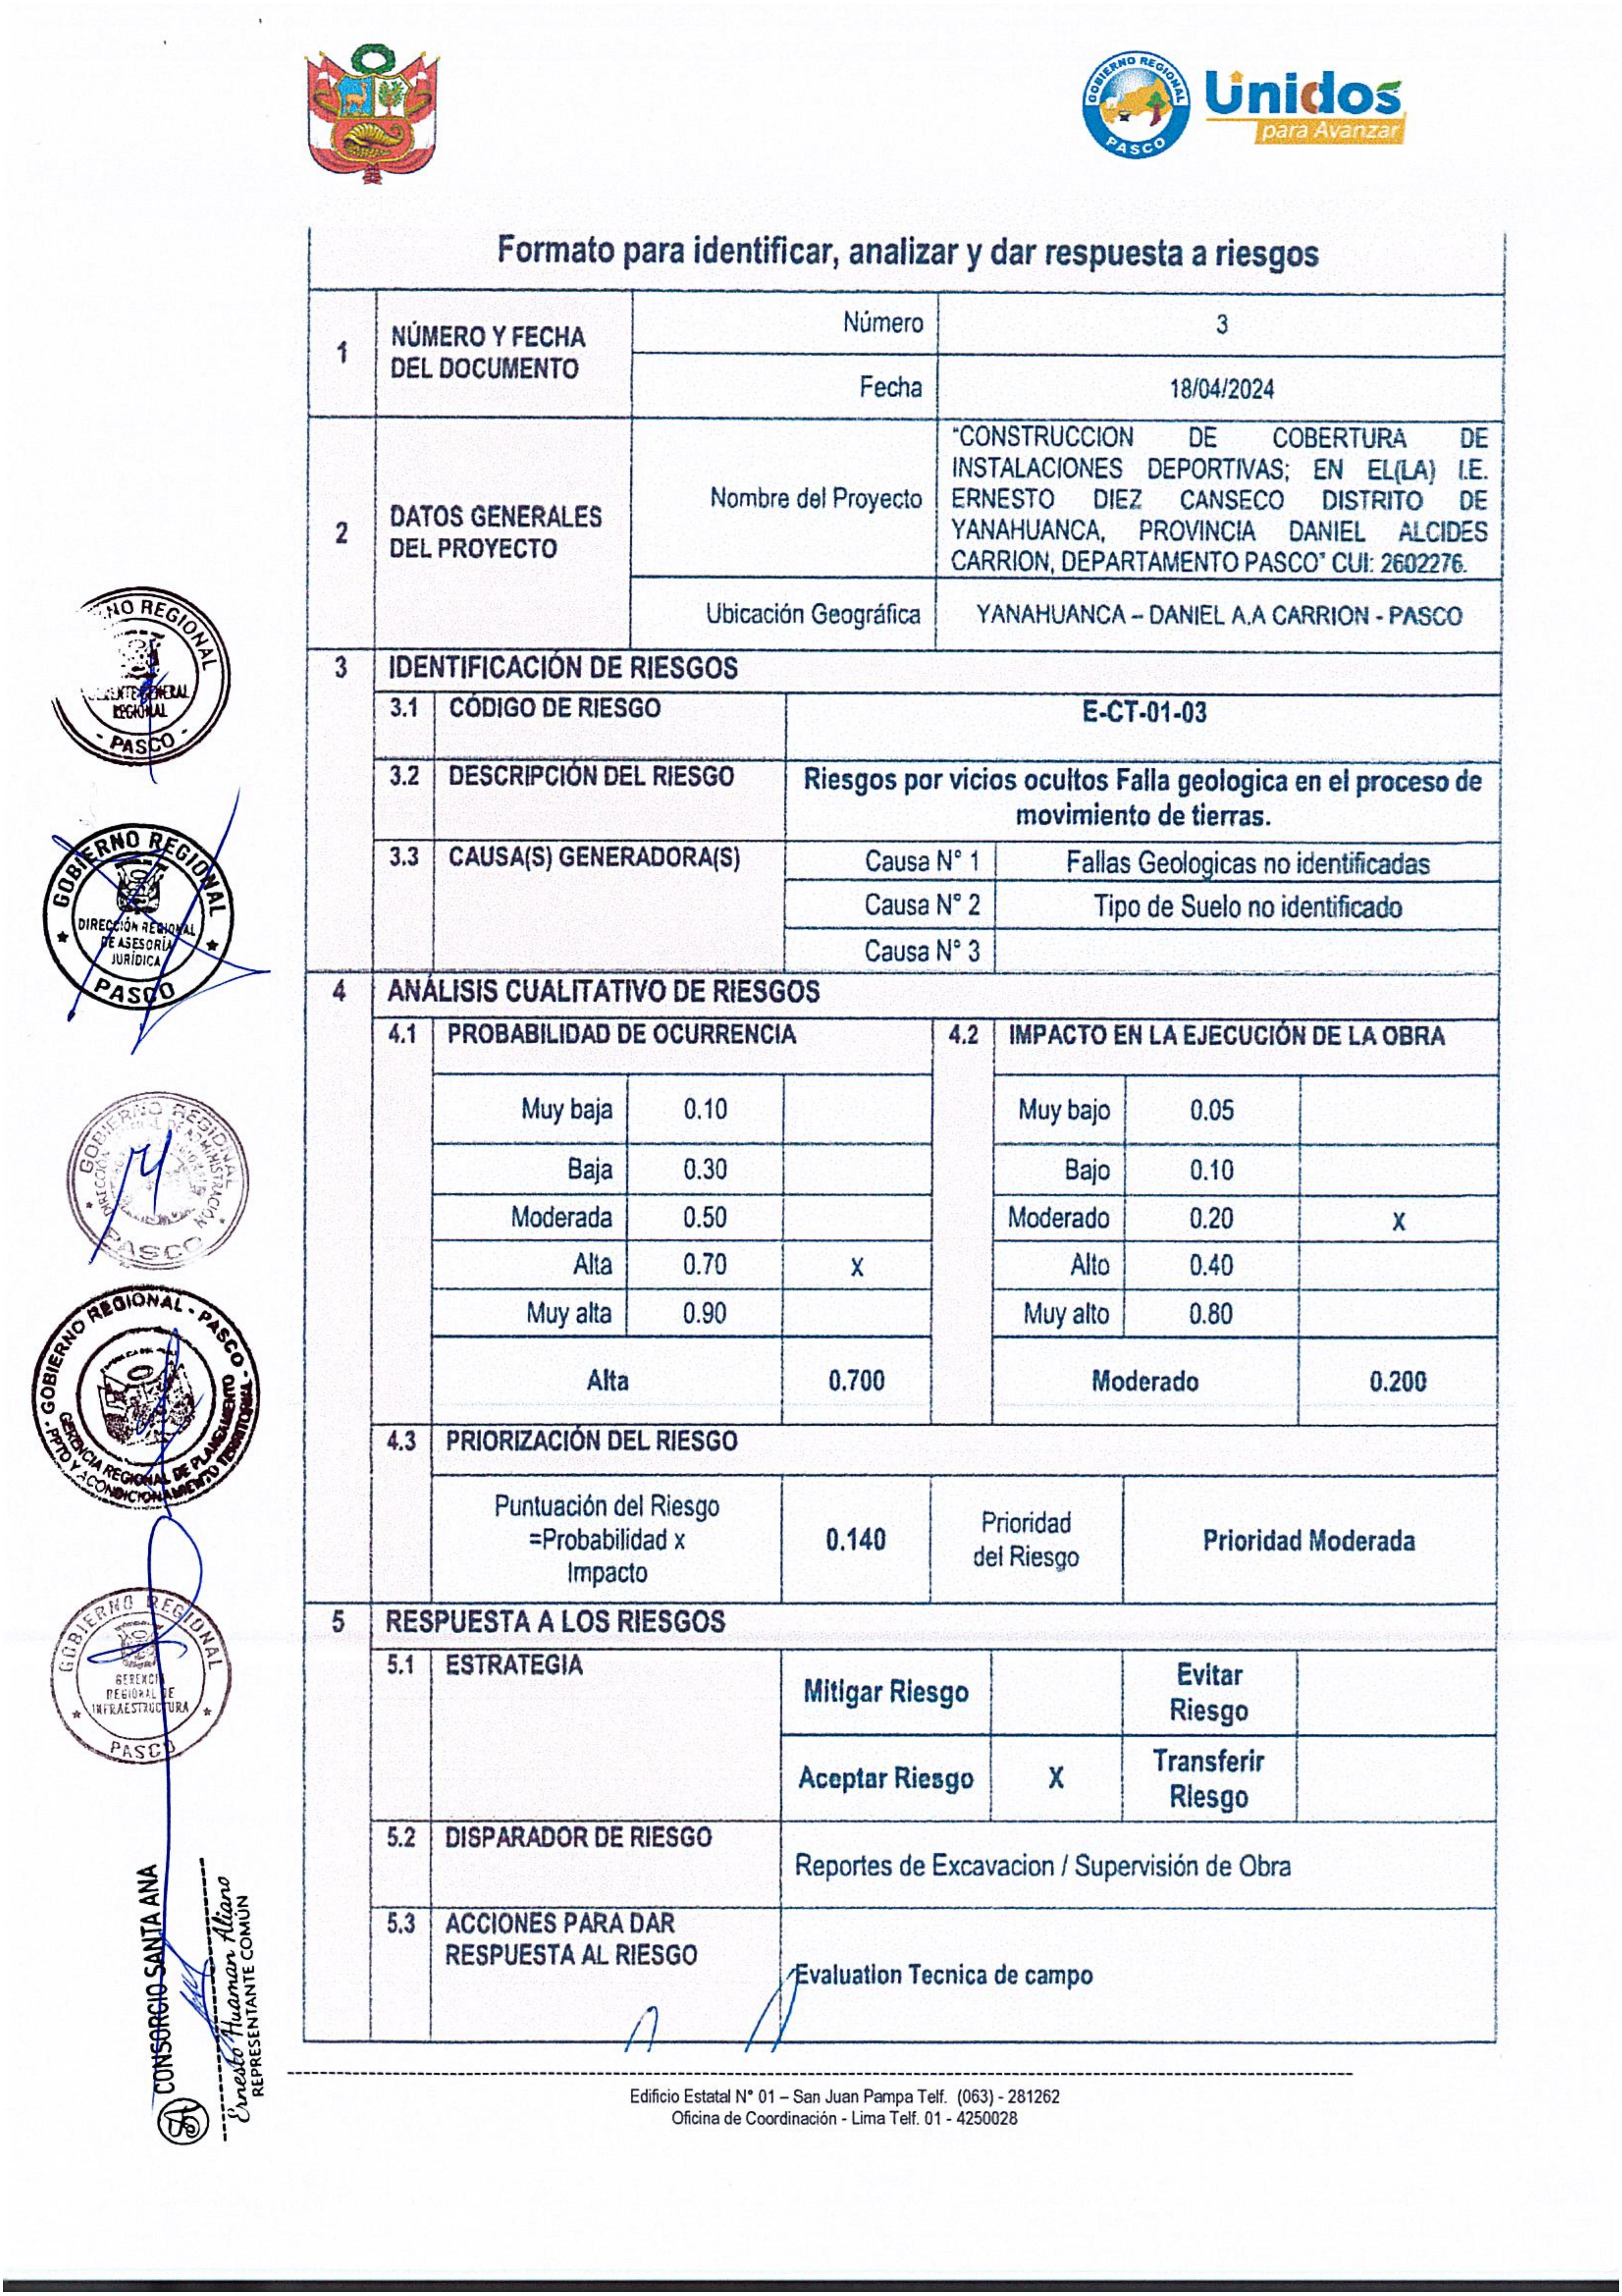 GOBIERNO REGIONAL
PASCO
Unidos
para Avanzar
Formato para identificar, analizar y dar respuesta a riesgos
1
NÚMERO Y FECHA
DEL DOCUMENTO
Número
3
Fecha
18/04/2024
2
DATOS GENERALES
DEL PROYECTO
Nombre del Proyecto
"CONSTRUCCION DE COBERTURA DE
INSTALACIONES DEPORTIVAS; EN EL(LA) I.E.
ERNESTO DIEZ CANSECO DISTRITO DE
YANAHUANCA, PROVINCIA DANIEL ALCIDES
CARRION, DEPARTAMENTO PASCO" CUI: 2602276.
Ubicación Geográfica
YANAHUANCA – DANIEL A.A CARRION - PASCO
3 IDENTIFICACIÓN DE RIESGOS
3.1 CÓDIGO DE RIESGO
E-CT-01-03
3.2 DESCRIPCIÓN DEL RIESGO
Riesgos por vicios ocultos Falla geologica en el proceso de
movimiento de tierras.
3.3 CAUSA(S) GENERADORA(S)
Causa N° 1 Fallas Geologicas no identificadas
Causa N° 2 Tipo de Suelo no identificado
Causa N° 3
4 ANÁLISIS CUALITATIVO DE RIESGOS
4.1 PROBABILIDAD DE OCURRENCIA 4.2 IMPACTO EN LA EJECUCIÓN DE LA OBRA
Muy baja 0.10 Muy bajo 0.05
Baja 0.30 Bajo 0.10
Moderada 0.50 Moderado 0.20 X
Alta 0.70 X Alto 0.40
Muy alta 0.90 Muy alto 0.80
Alta 0.700 Moderado 0.200
4.3 PRIORIZACIÓN DEL RIESGO
Puntuación del Riesgo
=Probabilidad x
Impacto
0.140
Prioridad
del Riesgo
Prioridad Moderada
5 RESPUESTA A LOS RIESGOS
5.1 ESTRATEGIA
Mitigar Riesgo
Evitar
Riesgo
Aceptar Riesgo X
Transferir
Riesgo
5.2 DISPARADOR DE RIESGO
Reportes de Excavacion / Supervisión de Obra
5.3 ACCIONES PARA DAR
RESPUESTA AL RIESGO
Evaluation Tecnica de campo
Edificio Estatal N° 01 – San Juan Pampa Telf. (063) - 281262
Oficina de Coordinación - Lima Telf. 01 - 4250028
NO REGIONAL
GENERAL
REGIONAL
- PASCO -
GOBIERNO REGIONAL
DIRECCIÓN REGIONAL
DE ASESORÍA
JURÍDICA
PASCO
GOBIERNO REGIONAL
DE ADMINISTRACIÓN
PASCO
GOBIERNO REGIONAL - PASCO -
GERENCIA REGIONAL DE PLANEAMIENTO
PPTO Y ACONDICIONAMIENTO TERRITORIAL
GOBIERNO REGIONAL
GERENCIA
REGIONAL DE
INFRAESTRUCTURA
PASCO
CONSORCIO SANTA ANA
Ernesto Huaman Aliano
REPRESENTANTE COMÚN